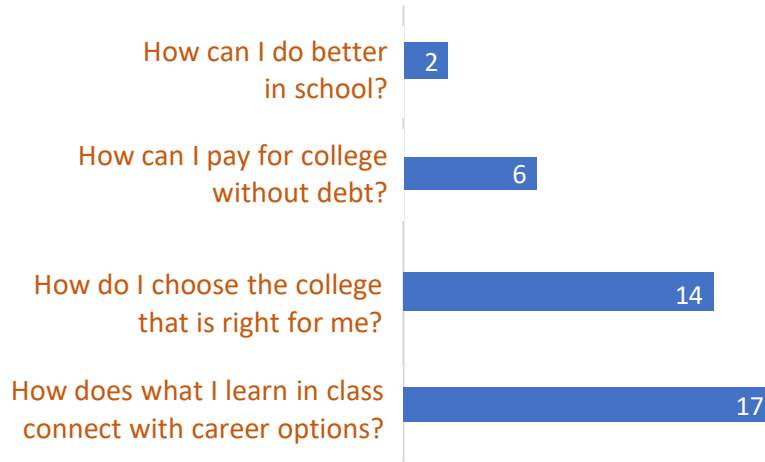 How can I do better
in school?
2
How can I pay for college
without debt?
6
How do I choose the college
that is right for me?
14
How does what I learn in class
connect with career options?
17